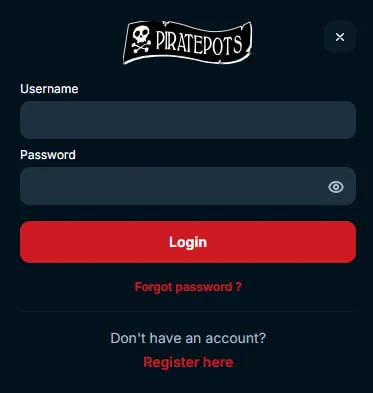 PIRATEPOTS
Username
Password
Login
Forgot password ?
Don't have an account?
Register here